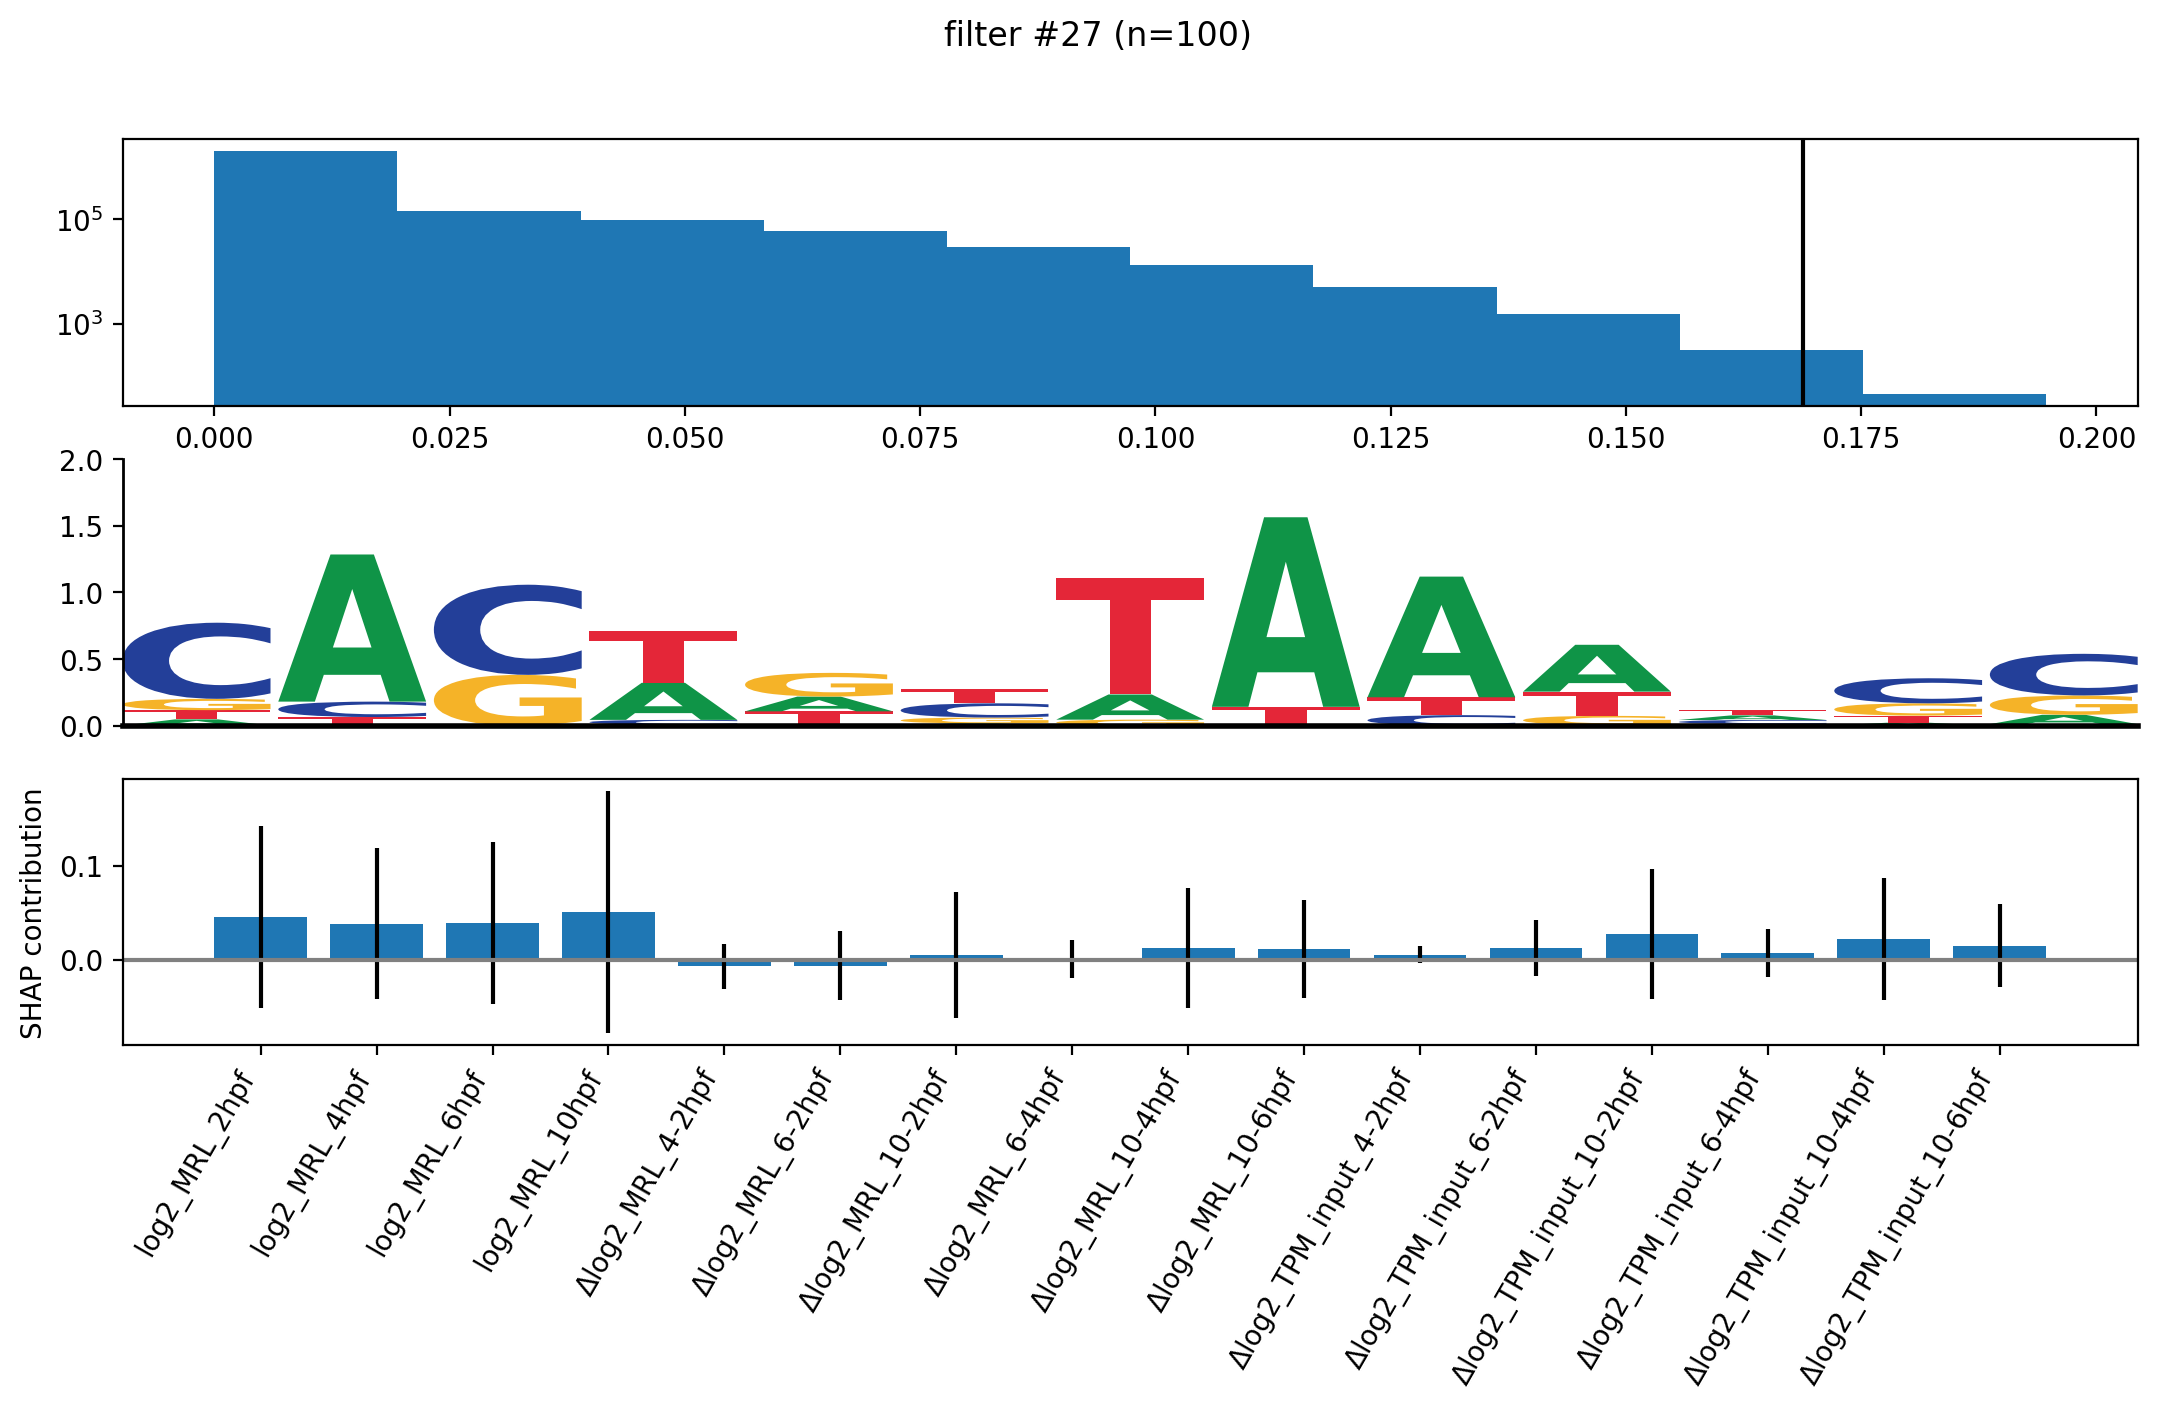 filter #27 (n=100)
10^5
10^3
0.000 0.025 0.050 0.075 0.100 0.125 0.150 0.175 0.200
2.0
1.5
1.0
0.5
0.0
C A C T G T T A A A T C C
G C G A A C A T T T A G G
T T C T G G C G C T A
A
SHAP contribution
0.1
0.0
log2_MRL_2hpf
log2_MRL_4hpf
log2_MRL_6hpf
log2_MRL_10hpf
Δlog2_MRL_4-2hpf
Δlog2_MRL_6-2hpf
Δlog2_MRL_10-2hpf
Δlog2_MRL_6-4hpf
Δlog2_MRL_10-4hpf
Δlog2_MRL_10-6hpf
Δlog2_TPM_input_4-2hpf
Δlog2_TPM_input_6-2hpf
Δlog2_TPM_input_10-2hpf
Δlog2_TPM_input_6-4hpf
Δlog2_TPM_input_10-4hpf
Δlog2_TPM_input_10-6hpf